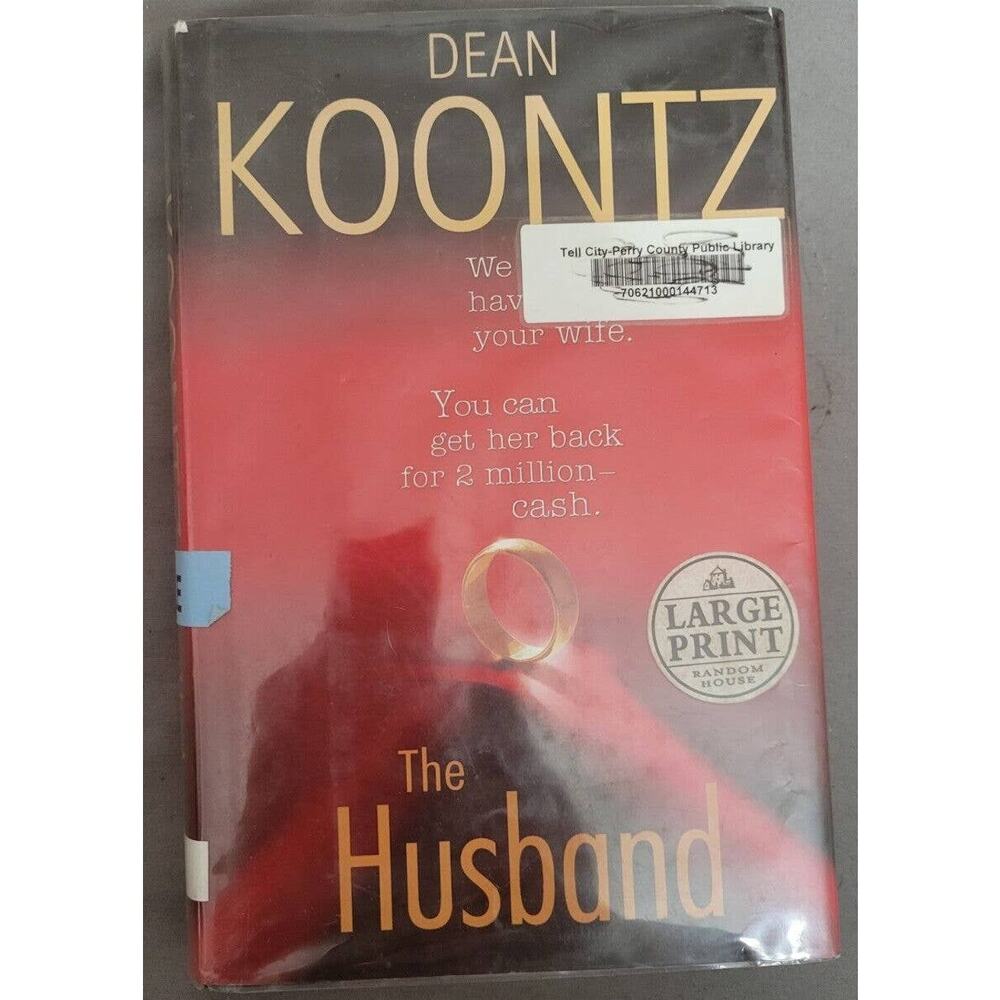 DEAN
KOONTZ
Tell City-Perry County Public Library
70621000144713
We
hav
your wife.
You can
get her back
for 2 million–
cash.
LARGE
PRINT
RANDOM
HOUSE
The
Husband